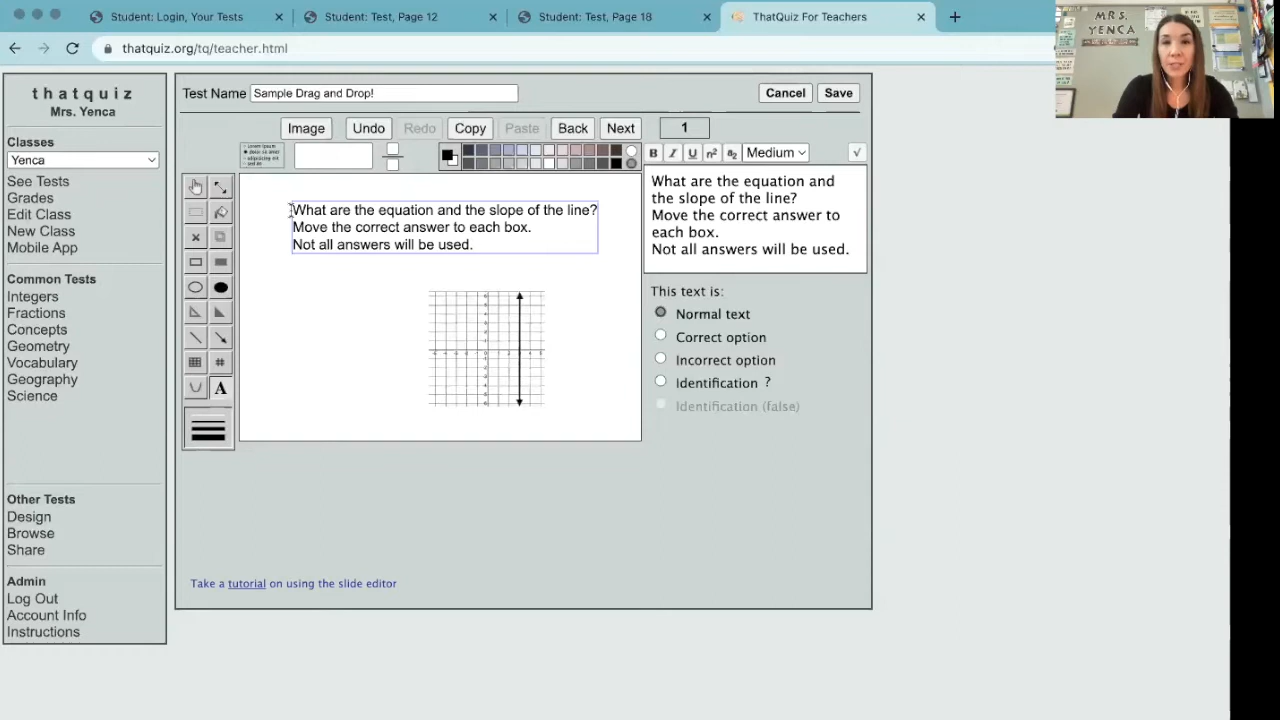 Student: Login, Your Tests
Student: Test, Page 12
Student: Test, Page 18
ThatQuiz For Teachers
thatquiz.org/tq/teacher.html
MRS.
YENCA
thatquiz
Mrs. Yenca
Classes
Yenca
See Tests
Grades
Edit Class
New Class
Mobile App
Common Tests
Integers
Fractions
Concepts
Geometry
Vocabulary
Geography
Science
Other Tests
Design
Browse
Share
Admin
Log Out
Account Info
Instructions
Test Name Sample Drag and Drop! Cancel Save
Image Undo Redo Copy Paste Back Next 1
B I U n² a₂ Medium √
A
What are the equation and the slope of the line?
Move the correct answer to each box.
Not all answers will be used.
What are the equation and
the slope of the line?
Move the correct answer to
each box.
Not all answers will be used.
This text is:
Normal text
Correct option
Incorrect option
Identification ?
Identification (false)
Take a tutorial on using the slide editor